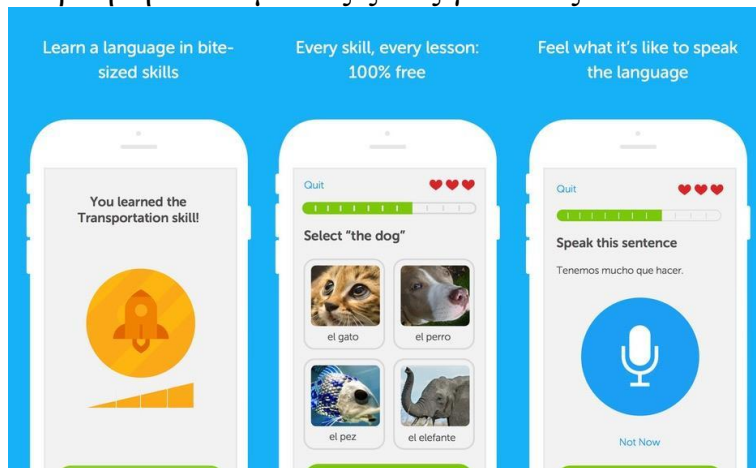 Learn a language in bite-
sized skills
You learned the
Transportation skill!
Every skill, every lesson:
100% free
Quit
Select "the dog"
el gato
el perro
el pez
el elefante
Feel what it's like to speak
the language
Quit
Speak this sentence
Tenemos mucho que hacer.
Not Now